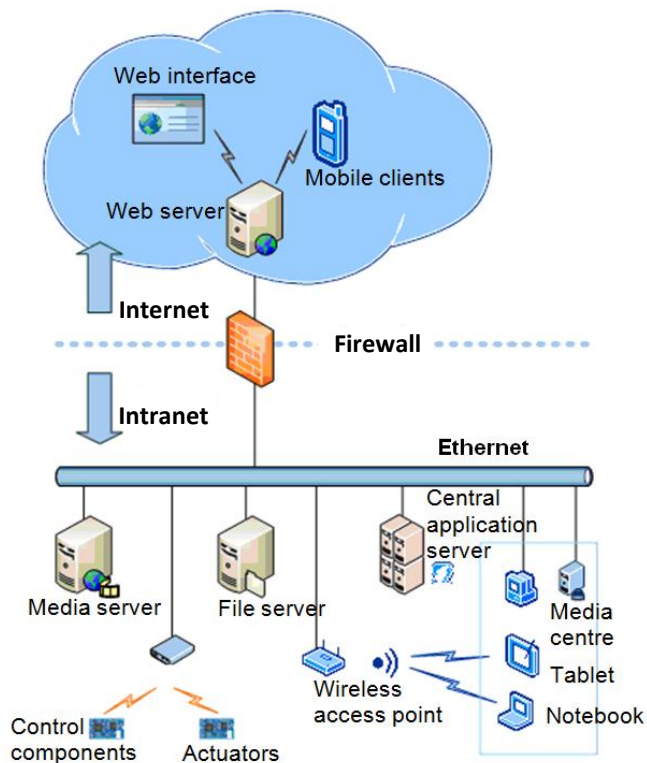 Web interface
Mobile clients
Web server
Internet
Firewall
Intranet
Ethernet
Central
application
server
Media server
File server
Media
centre
Tablet
Wireless
access point
Notebook
Control
components
Actuators